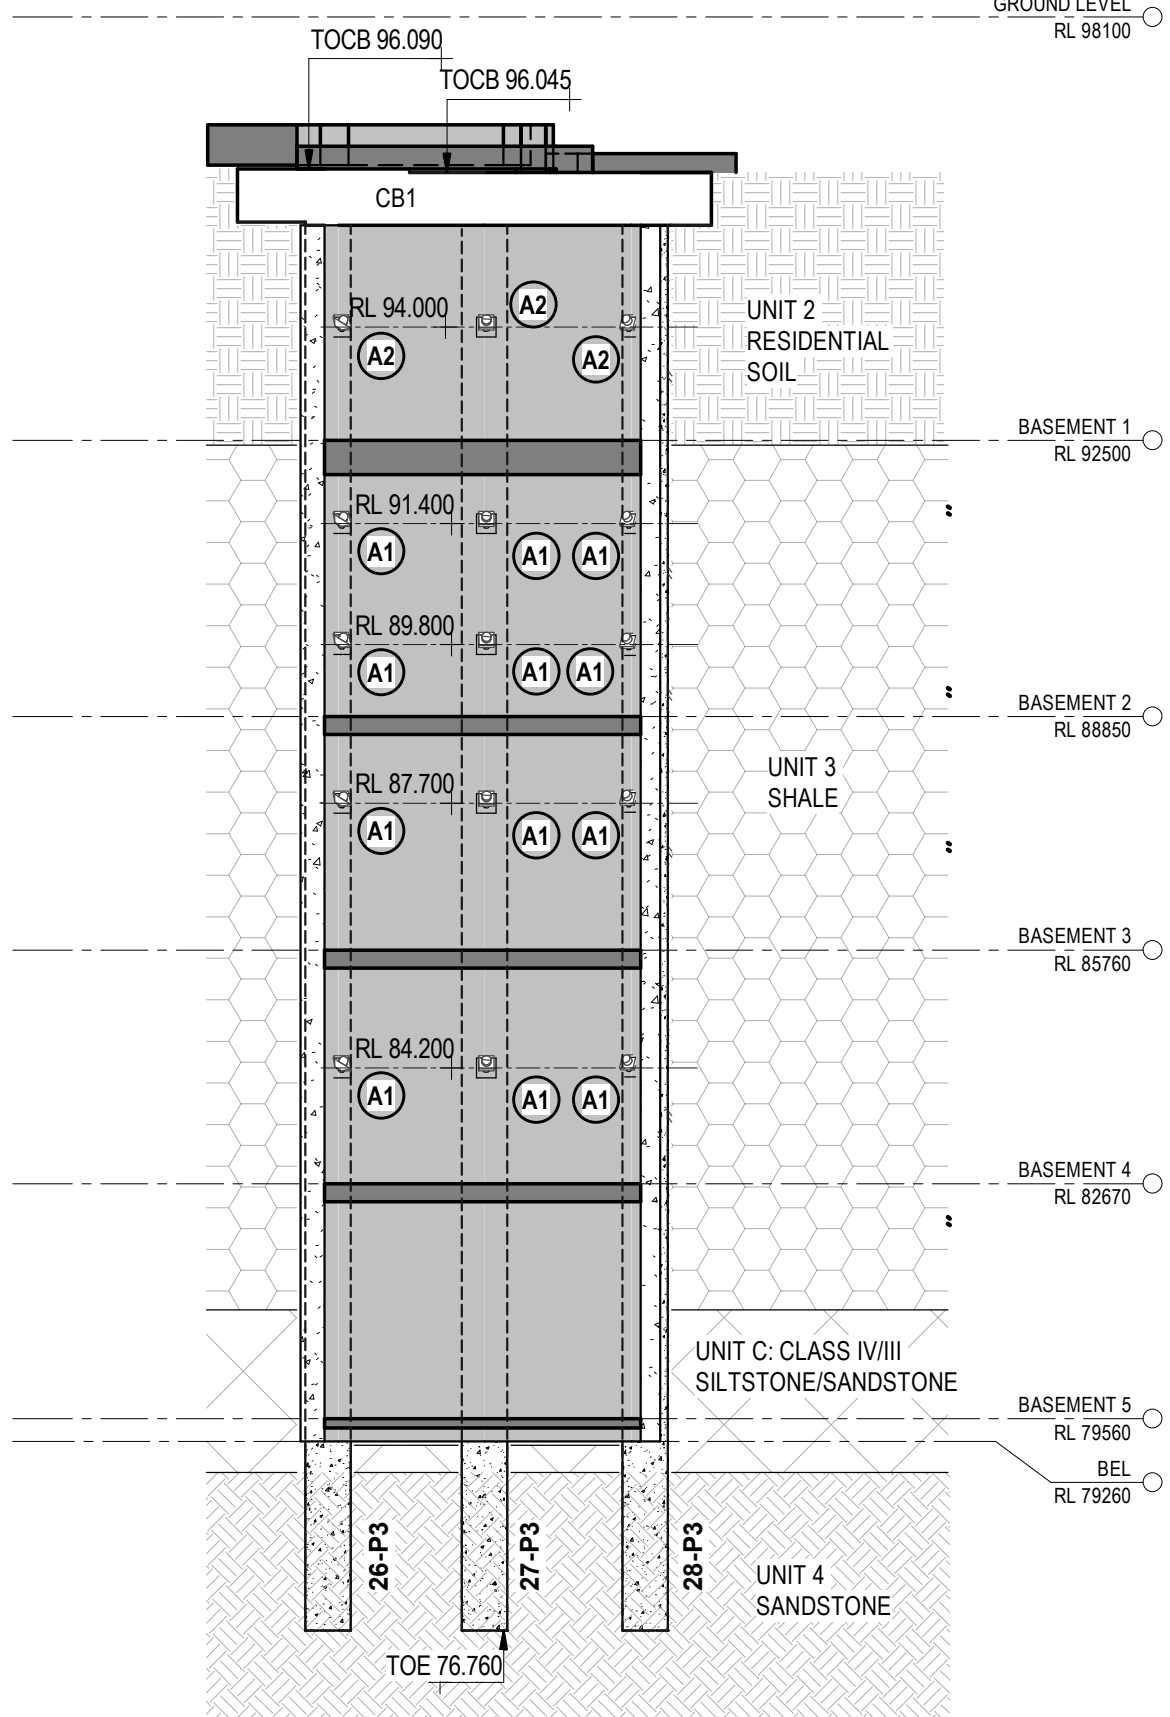 GROUND LEVEL
RL 98100
TOCB 96.090
TOCB 96.045
CB1
RL 94.000
A2
A2
A2
UNIT 2
RESIDENTIAL
SOIL
BASEMENT 1
RL 92500
RL 91.400
A1
A1
A1
RL 89.800
A1
A1
A1
BASEMENT 2
RL 88850
UNIT 3
SHALE
RL 87.700
A1
A1
A1
BASEMENT 3
RL 85760
RL 84.200
A1
A1
A1
BASEMENT 4
RL 82670
UNIT C: CLASS IV/III
SILTSTONE/SANDSTONE
BASEMENT 5
RL 79560
BEL
RL 79260
26-P3
27-P3
28-P3
UNIT 4
SANDSTONE
TOE 76.760